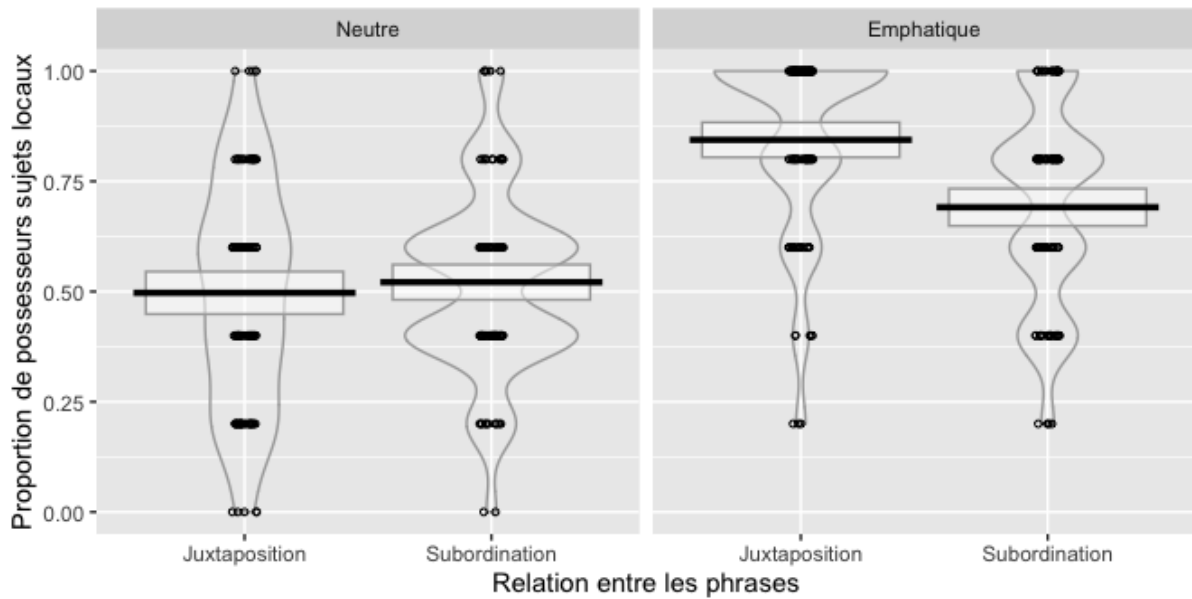 Neutre
Emphatique
Proportion de possesseurs sujets locaux
1.00
0.75
0.50
0.25
0.00
Juxtaposition
Subordination
Juxtaposition
Subordination
Relation entre les phrases